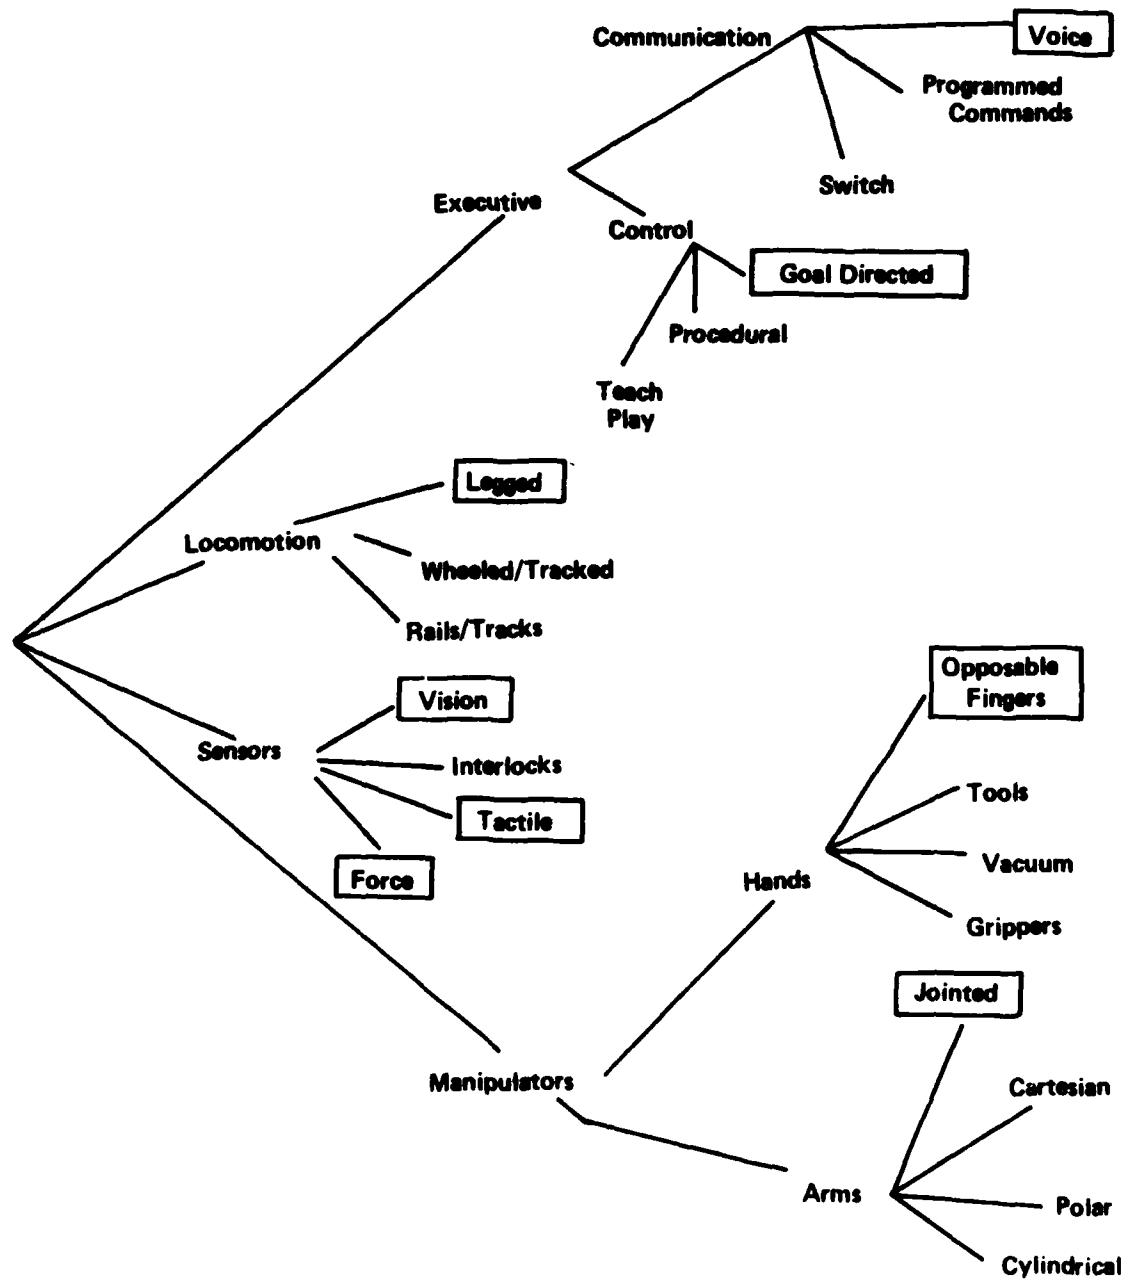 Communication
Voice
Programmed
Commands
Switch
Executive
Control
Goal Directed
Procedural
Teach
Play
Legged
Locomotion
Wheeled/Tracked
Rails/Tracks
Opposable
Fingers
Vision
Sensors
Interlocks
Tactile
Force
Tools
Vacuum
Hands
Grippers
Jointed
Manipulators
Cartesian
Arms
Polar
Cylindrical